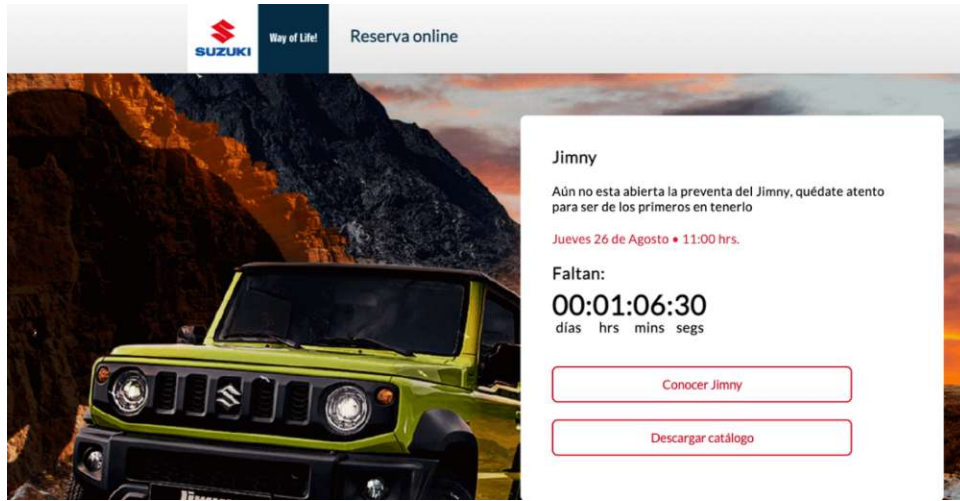 SUZUKI
Way of Life!
Reserva online
Jimny
Aún no esta abierta la preventa del Jimny, quédate atento
para ser de los primeros en tenerlo
Jueves 26 de Agosto • 11:00 hrs.
Faltan:
00:01:06:30
días hrs mins segs
Conocer Jimny
Descargar catálogo